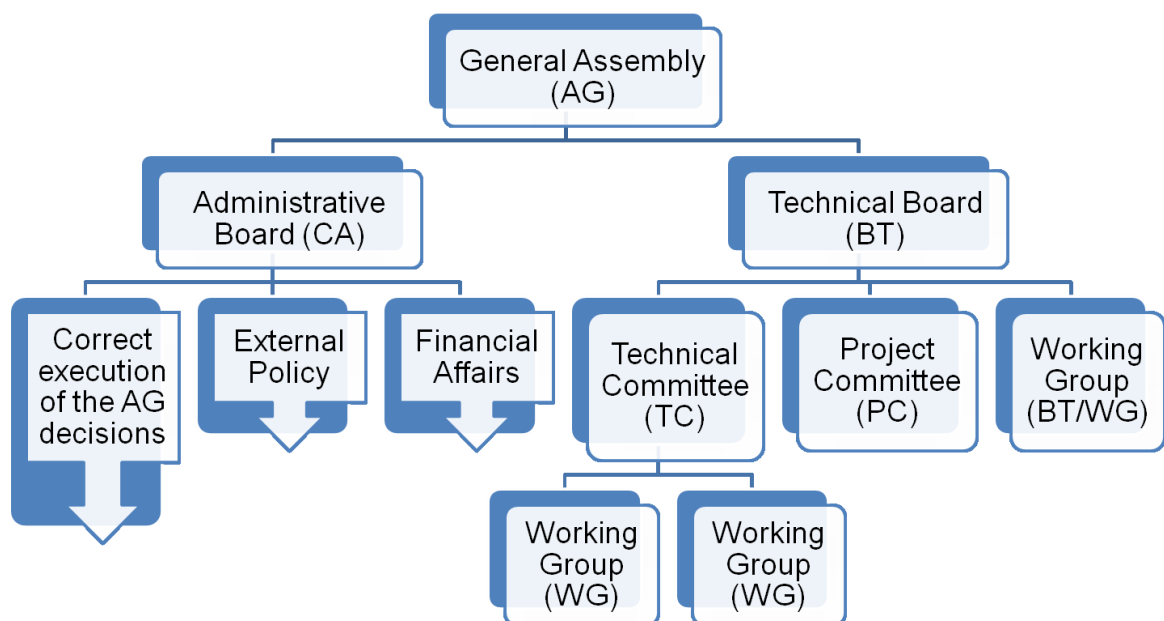 General Assembly
(AG)
Administrative
Board (CA)
Technical Board
(BT)
Correct
execution
of the AG
decisions
External
Policy
Financial
Affairs
Technical
Committee
(TC)
Project
Committee
(PC)
Working
Group
(BT/WG)
Working
Group
(WG)
Working
Group
(WG)